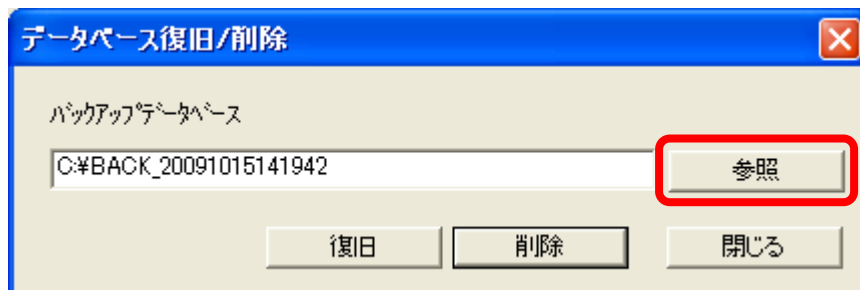 データベース復旧/削除
ﾊﾞｯｸｱｯﾌﾟﾃﾞｰﾀﾍﾞｰｽ
C:¥BACK_20091015141942
参照
復旧
削除
閉じる